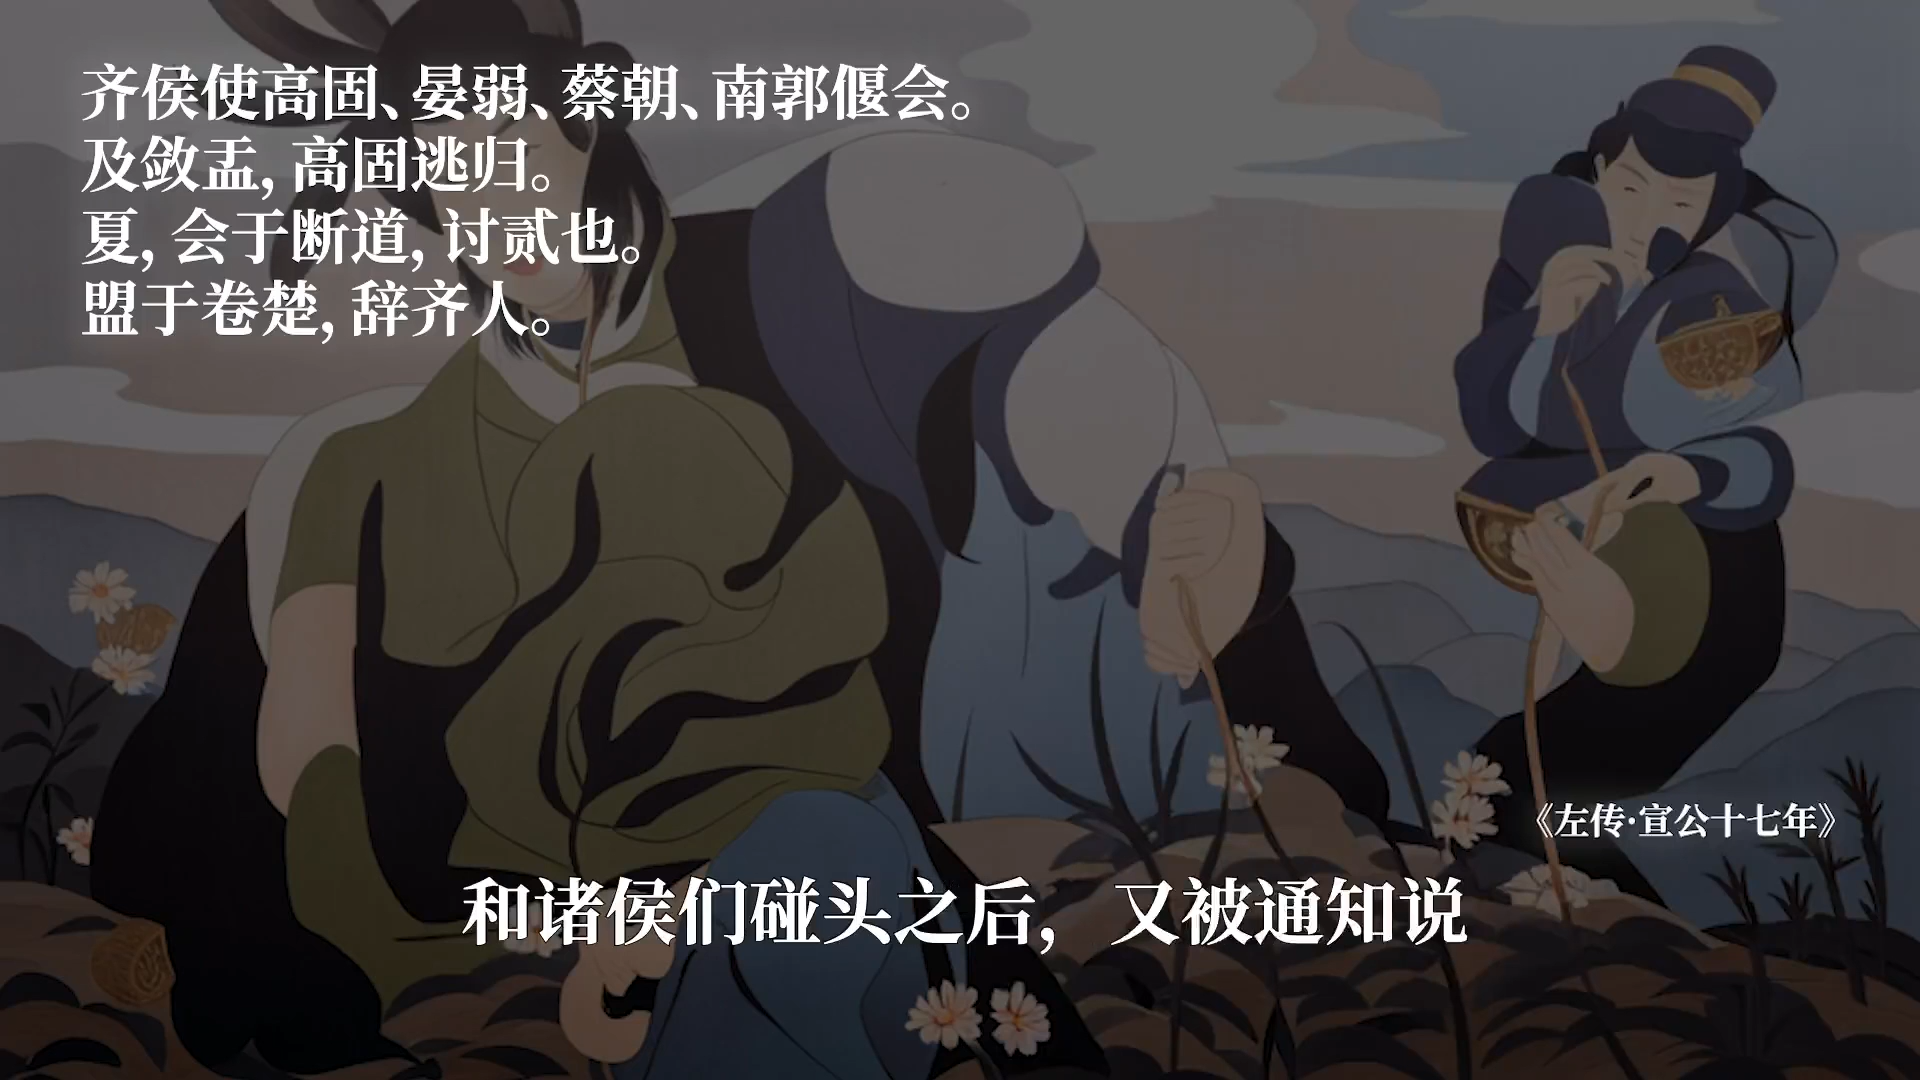 齐侯使高固、晏弱、蔡朝、南郭偃会。
及敛盂, 高固逃归。
夏, 会于断道, 讨贰也。
盟于卷楚, 辞齐人。
《左传·宣公十七年》
和诸侯们碰头之后, 又被通知说